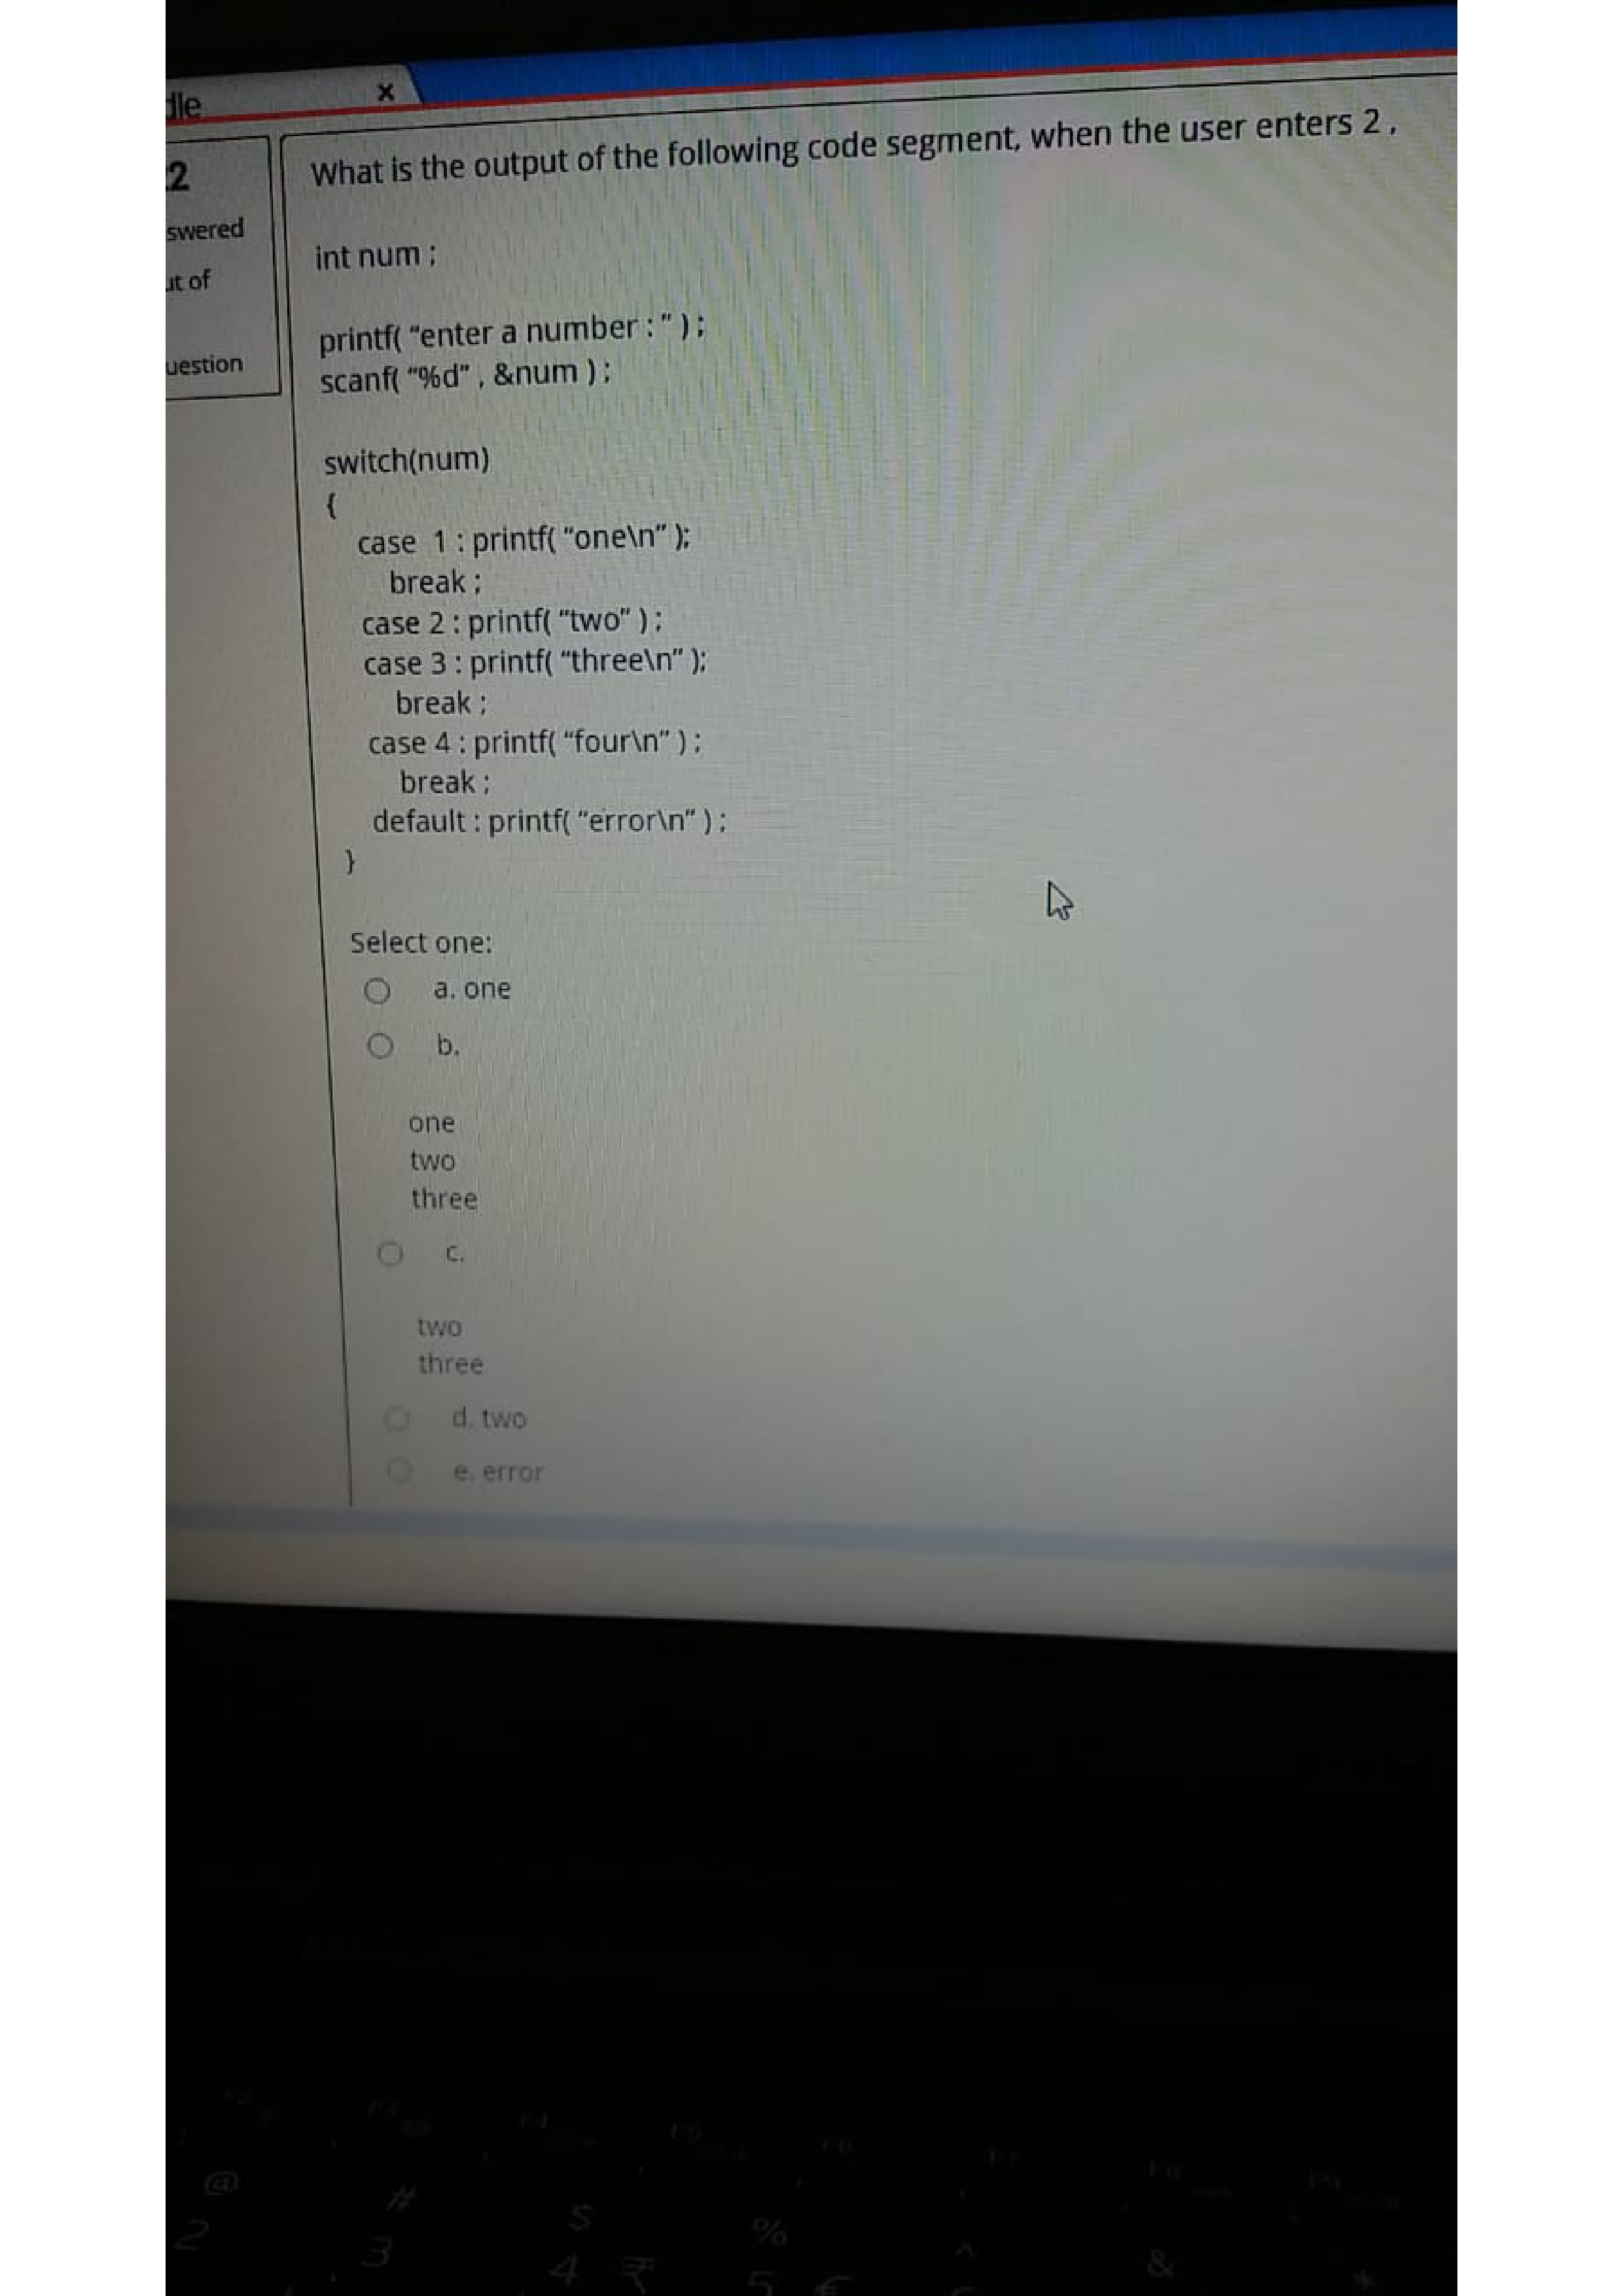 dle
x
2
swered
ut of
uestion
What is the output of the following code segment, when the user enters 2 ,
int num ;
printf( “enter a number : ” ) ;
scanf( “%d” , &num ) ;
switch(num)
{
case 1 : printf( “one\n” );
break ;
case 2 : printf( “two” ) ;
case 3 : printf( “three\n” );
break ;
case 4 : printf( “four\n” ) ;
break ;
default : printf( “error\n” ) ;
}
Select one:
a. one
b.
one
two
three
c.
two
three
d. two
e. error
@ # $ % ^ & *
2 3 4 ₹ 5 €